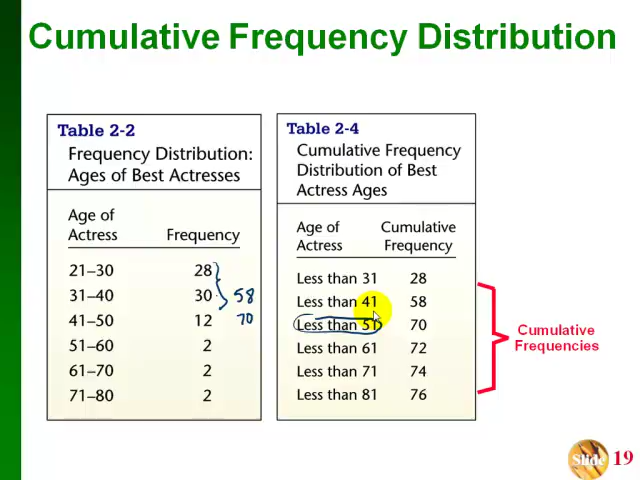 Cumulative Frequency Distribution
Table 2-2
Frequency Distribution:
Ages of Best Actresses
Age of
Actress Frequency
21–30 28
31–40 30 58
41–50 12 70
51–60 2
61–70 2
71–80 2
Table 2-4
Cumulative Frequency
Distribution of Best
Actress Ages
Age of Cumulative
Actress Frequency
Less than 31 28
Less than 41 58
Less than 51 70
Less than 61 72
Less than 71 74
Less than 81 76
Cumulative
Frequencies
Slide 19